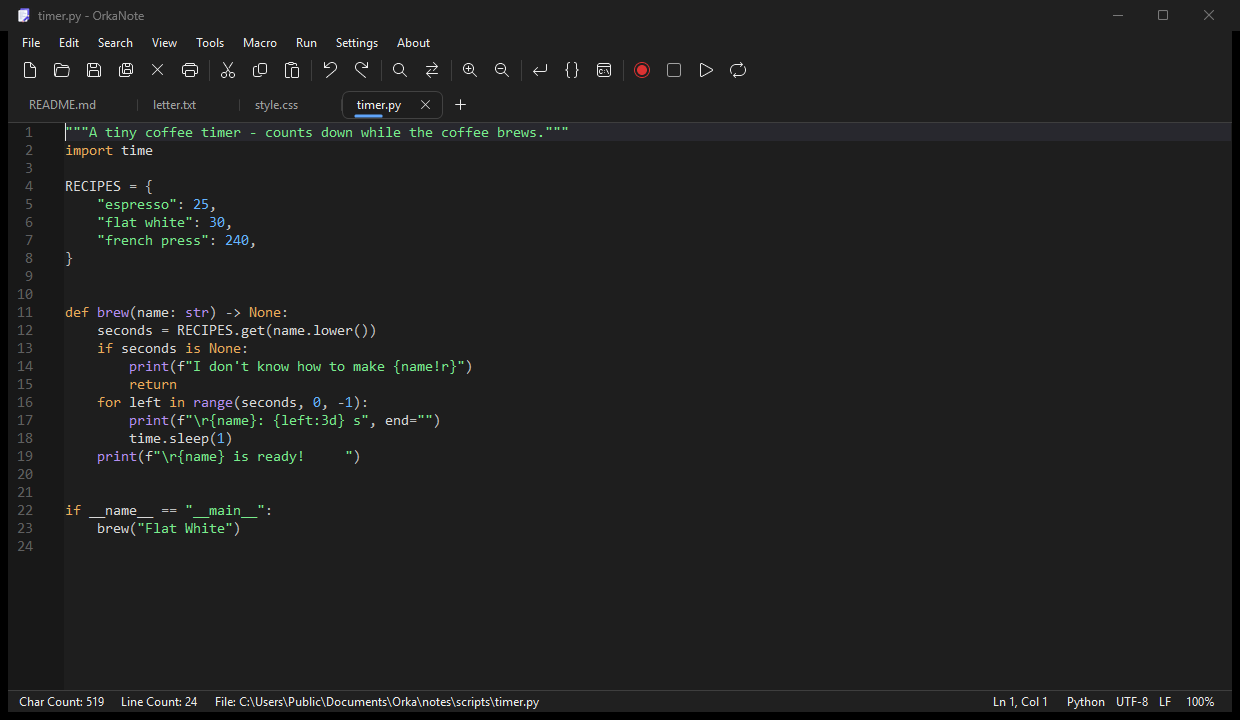 timer.py - OrkaNote
File Edit Search View Tools Macro Run Settings About
README.md letter.txt style.css timer.py
1 """A tiny coffee timer - counts down while the coffee brews."""
2 import time
3
4 RECIPES = {
5     "espresso": 25,
6     "flat white": 30,
7     "french press": 240,
8 }
9
10
11 def brew(name: str) -> None:
12     seconds = RECIPES.get(name.lower())
13     if seconds is None:
14         print(f"I don't know how to make {name!r}")
15         return
16     for left in range(seconds, 0, -1):
17         print(f"\r{name}: {left:3d} s", end="")
18         time.sleep(1)
19     print(f"\r{name} is ready!     ")
20
21
22 if __name__ == "__main__":
23     brew("Flat White")
24
Char Count: 519 Line Count: 24 File: C:\Users\Public\Documents\Orka\notes\scripts\timer.py Ln 1, Col 1 Python UTF-8 LF 100%